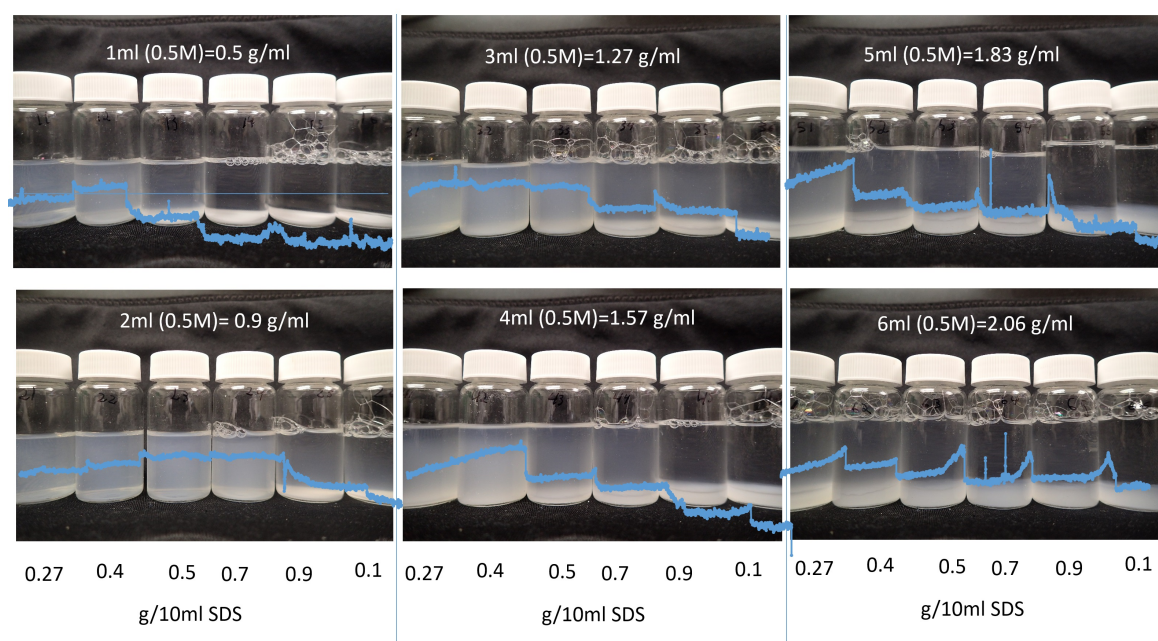 1ml (0.5M)=0.5 g/ml
3ml (0.5M)=1.27 g/ml
5ml (0.5M)=1.83 g/ml
2ml (0.5M)= 0.9 g/ml
4ml (0.5M)=1.57 g/ml
6ml (0.5M)=2.06 g/ml
0.27 0.4 0.5 0.7 0.9 0.1
g/10ml SDS
0.27 0.4 0.5 0.7 0.9 0.1
g/10ml SDS
0.27 0.4 0.5 0.7 0.9 0.1
g/10ml SDS